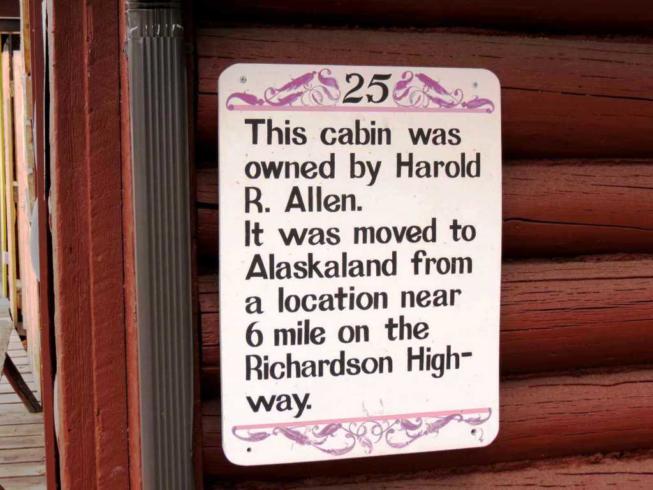 25
This cabin was
owned by Harold
R. Allen.
It was moved to
Alaskaland from
a location near
6 mile on the
Richardson High-
way.